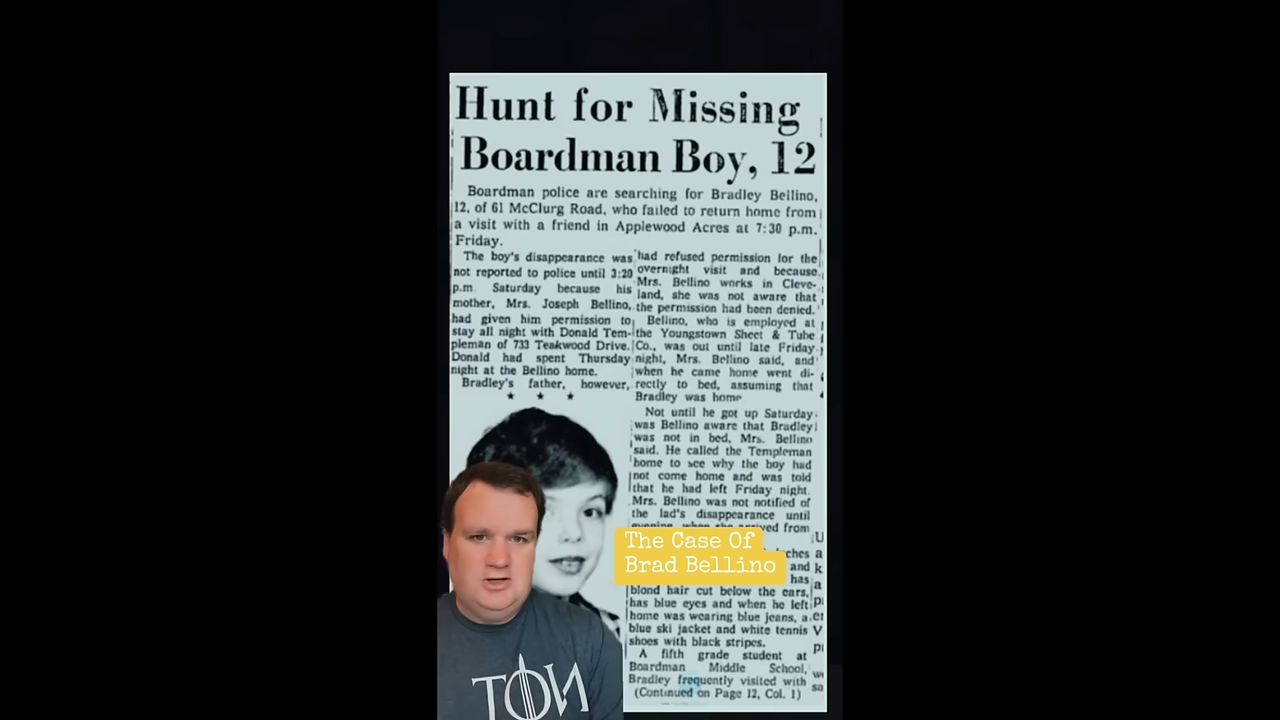 Hunt for Missing
Boardman Boy, 12
Boardman police are searching for Bradley Bellino,
12, of 61 McClurg Road, who failed to return home from
a visit with a friend in Applewood Acres at 7:30 p.m.
Friday.
The boy's disappearance was
not reported to police until 3:20
p.m. Saturday because his
mother, Mrs. Joseph Bellino,
had given him permission to
stay all night with Donald Tem-
pleman of 733 Teakwood Drive.
Donald had spent Thursday
night at the Bellino home.
Bradley's father, however,
had refused permission for the
overnight visit and because
Mrs. Bellino works in Cleve-
land, she was not aware that
the permission had been denied.
Bellino, who is employed at
the Youngstown Sheet & Tube
Co., was out until late Friday
night, Mrs. Bellino said, and
when he came home went di-
rectly to bed, assuming that
Bradley was home.
Not until he got up Saturday
was Bellino aware that Bradley
was not in bed, Mrs. Bellino
said. He called the Templeman
home to see why the boy had
not come home and was told
that he had left Friday night.
Mrs. Bellino was not notified of
the lad's disappearance until
evening, when she arrived from
and
has
blond hair cut below the ears,
has blue eyes and when he left
home was wearing blue jeans, a
blue ski jacket and white tennis
shoes with black stripes.
A fifth grade student at
Boardman Middle School,
Bradley frequently visited with
(Continued on Page 12, Col. 1)
The Case Of
Brad Bellino
TON